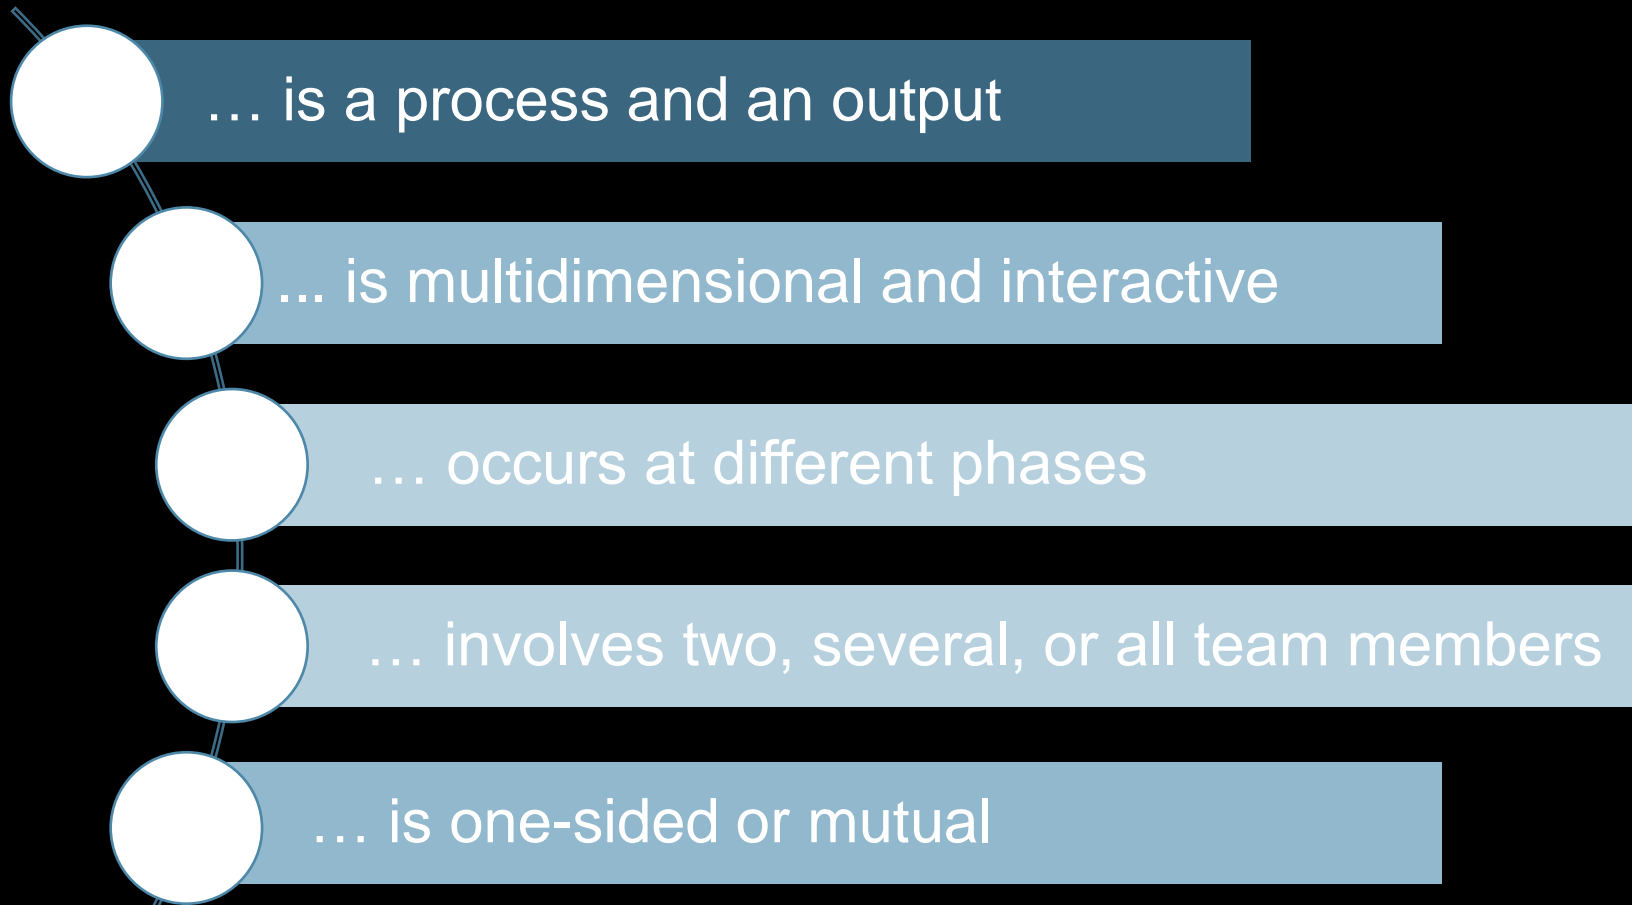 … is a process and an output
... is multidimensional and interactive
… occurs at different phases
… involves two, several, or all team members
… is one-sided or mutual